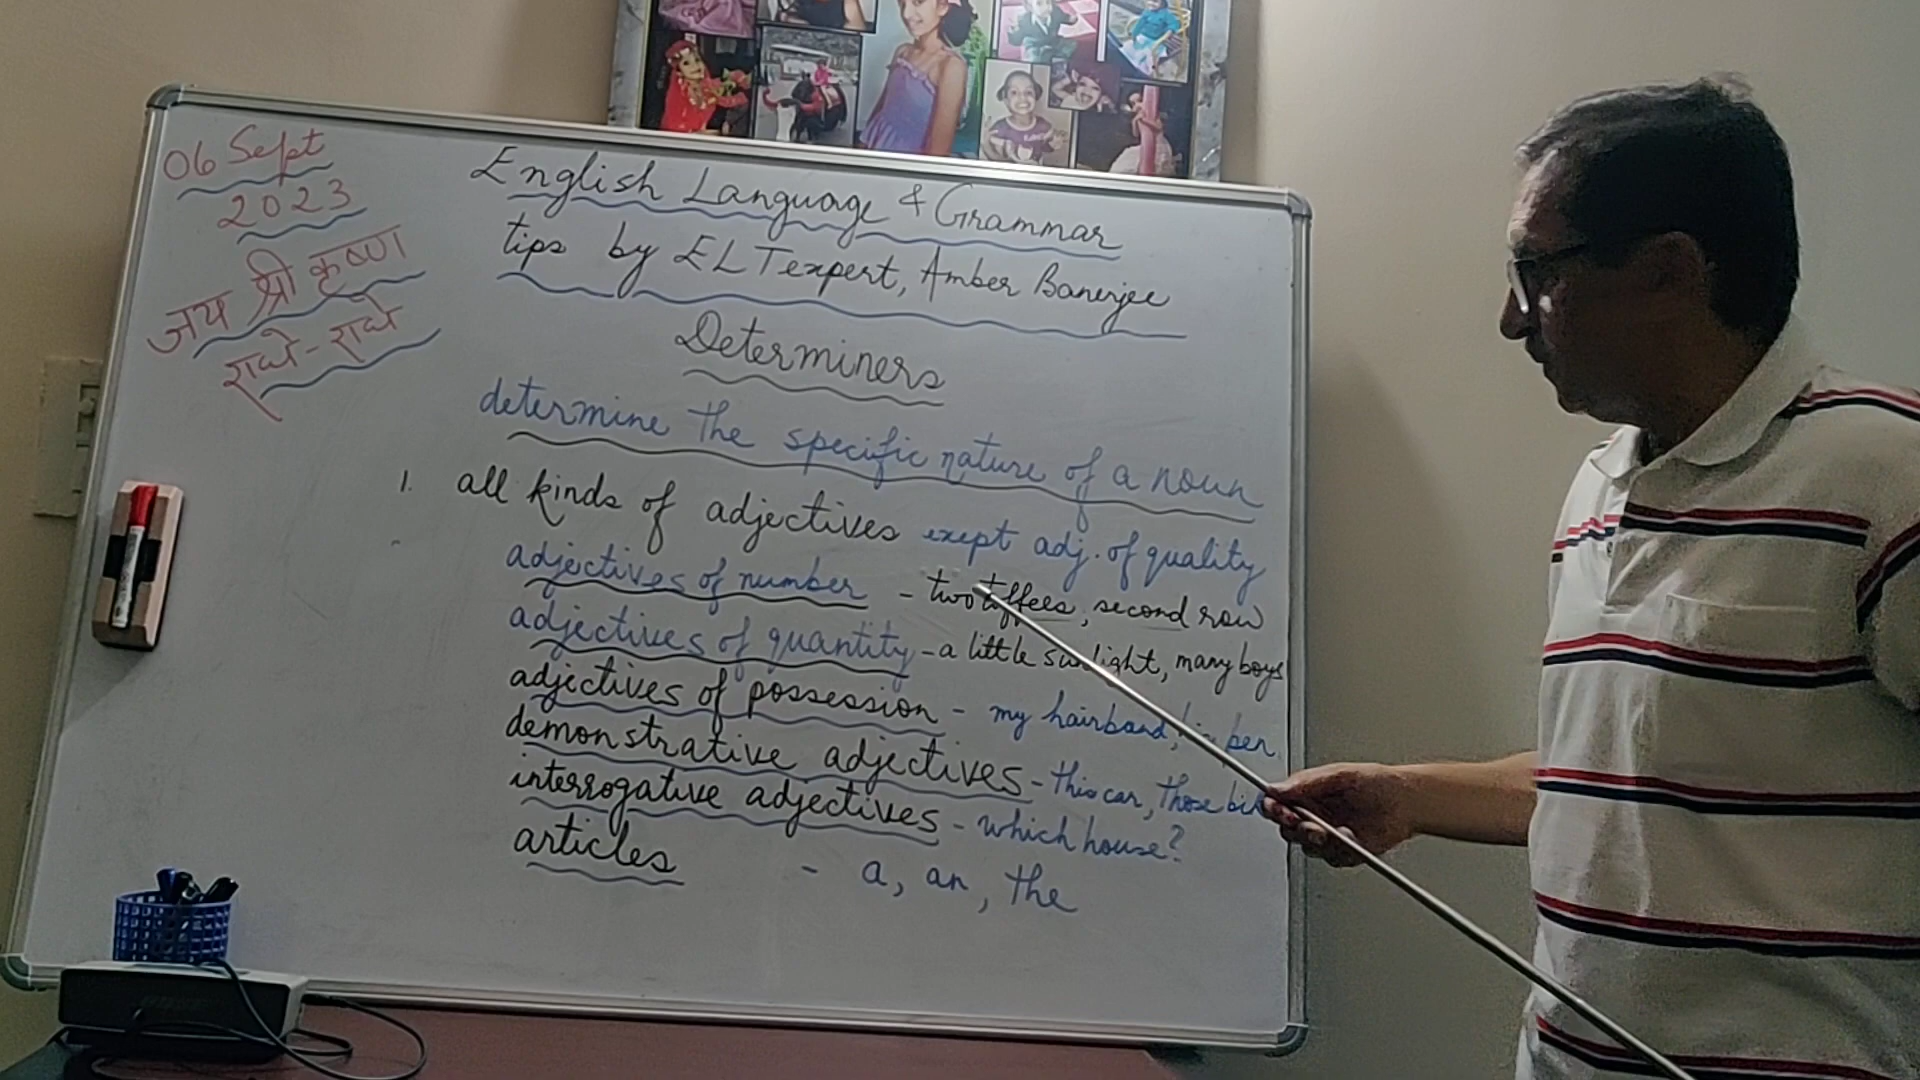 06 Sept
2023
जय श्री कृष्ण
राधे-राधे
English Language & Grammar
tips by ELTexpert, Amber Banerjee
Determiners
determine the specific nature of a noun
1. all kinds of adjectives exept adj. of quality
adjectives of number - two toffees, second row
adjectives of quantity - a little sunlight, many boys
adjectives of possession - my hairband, pen
demonstrative adjectives - this car, those
interrogative adjectives - which house?
articles - a, an, the